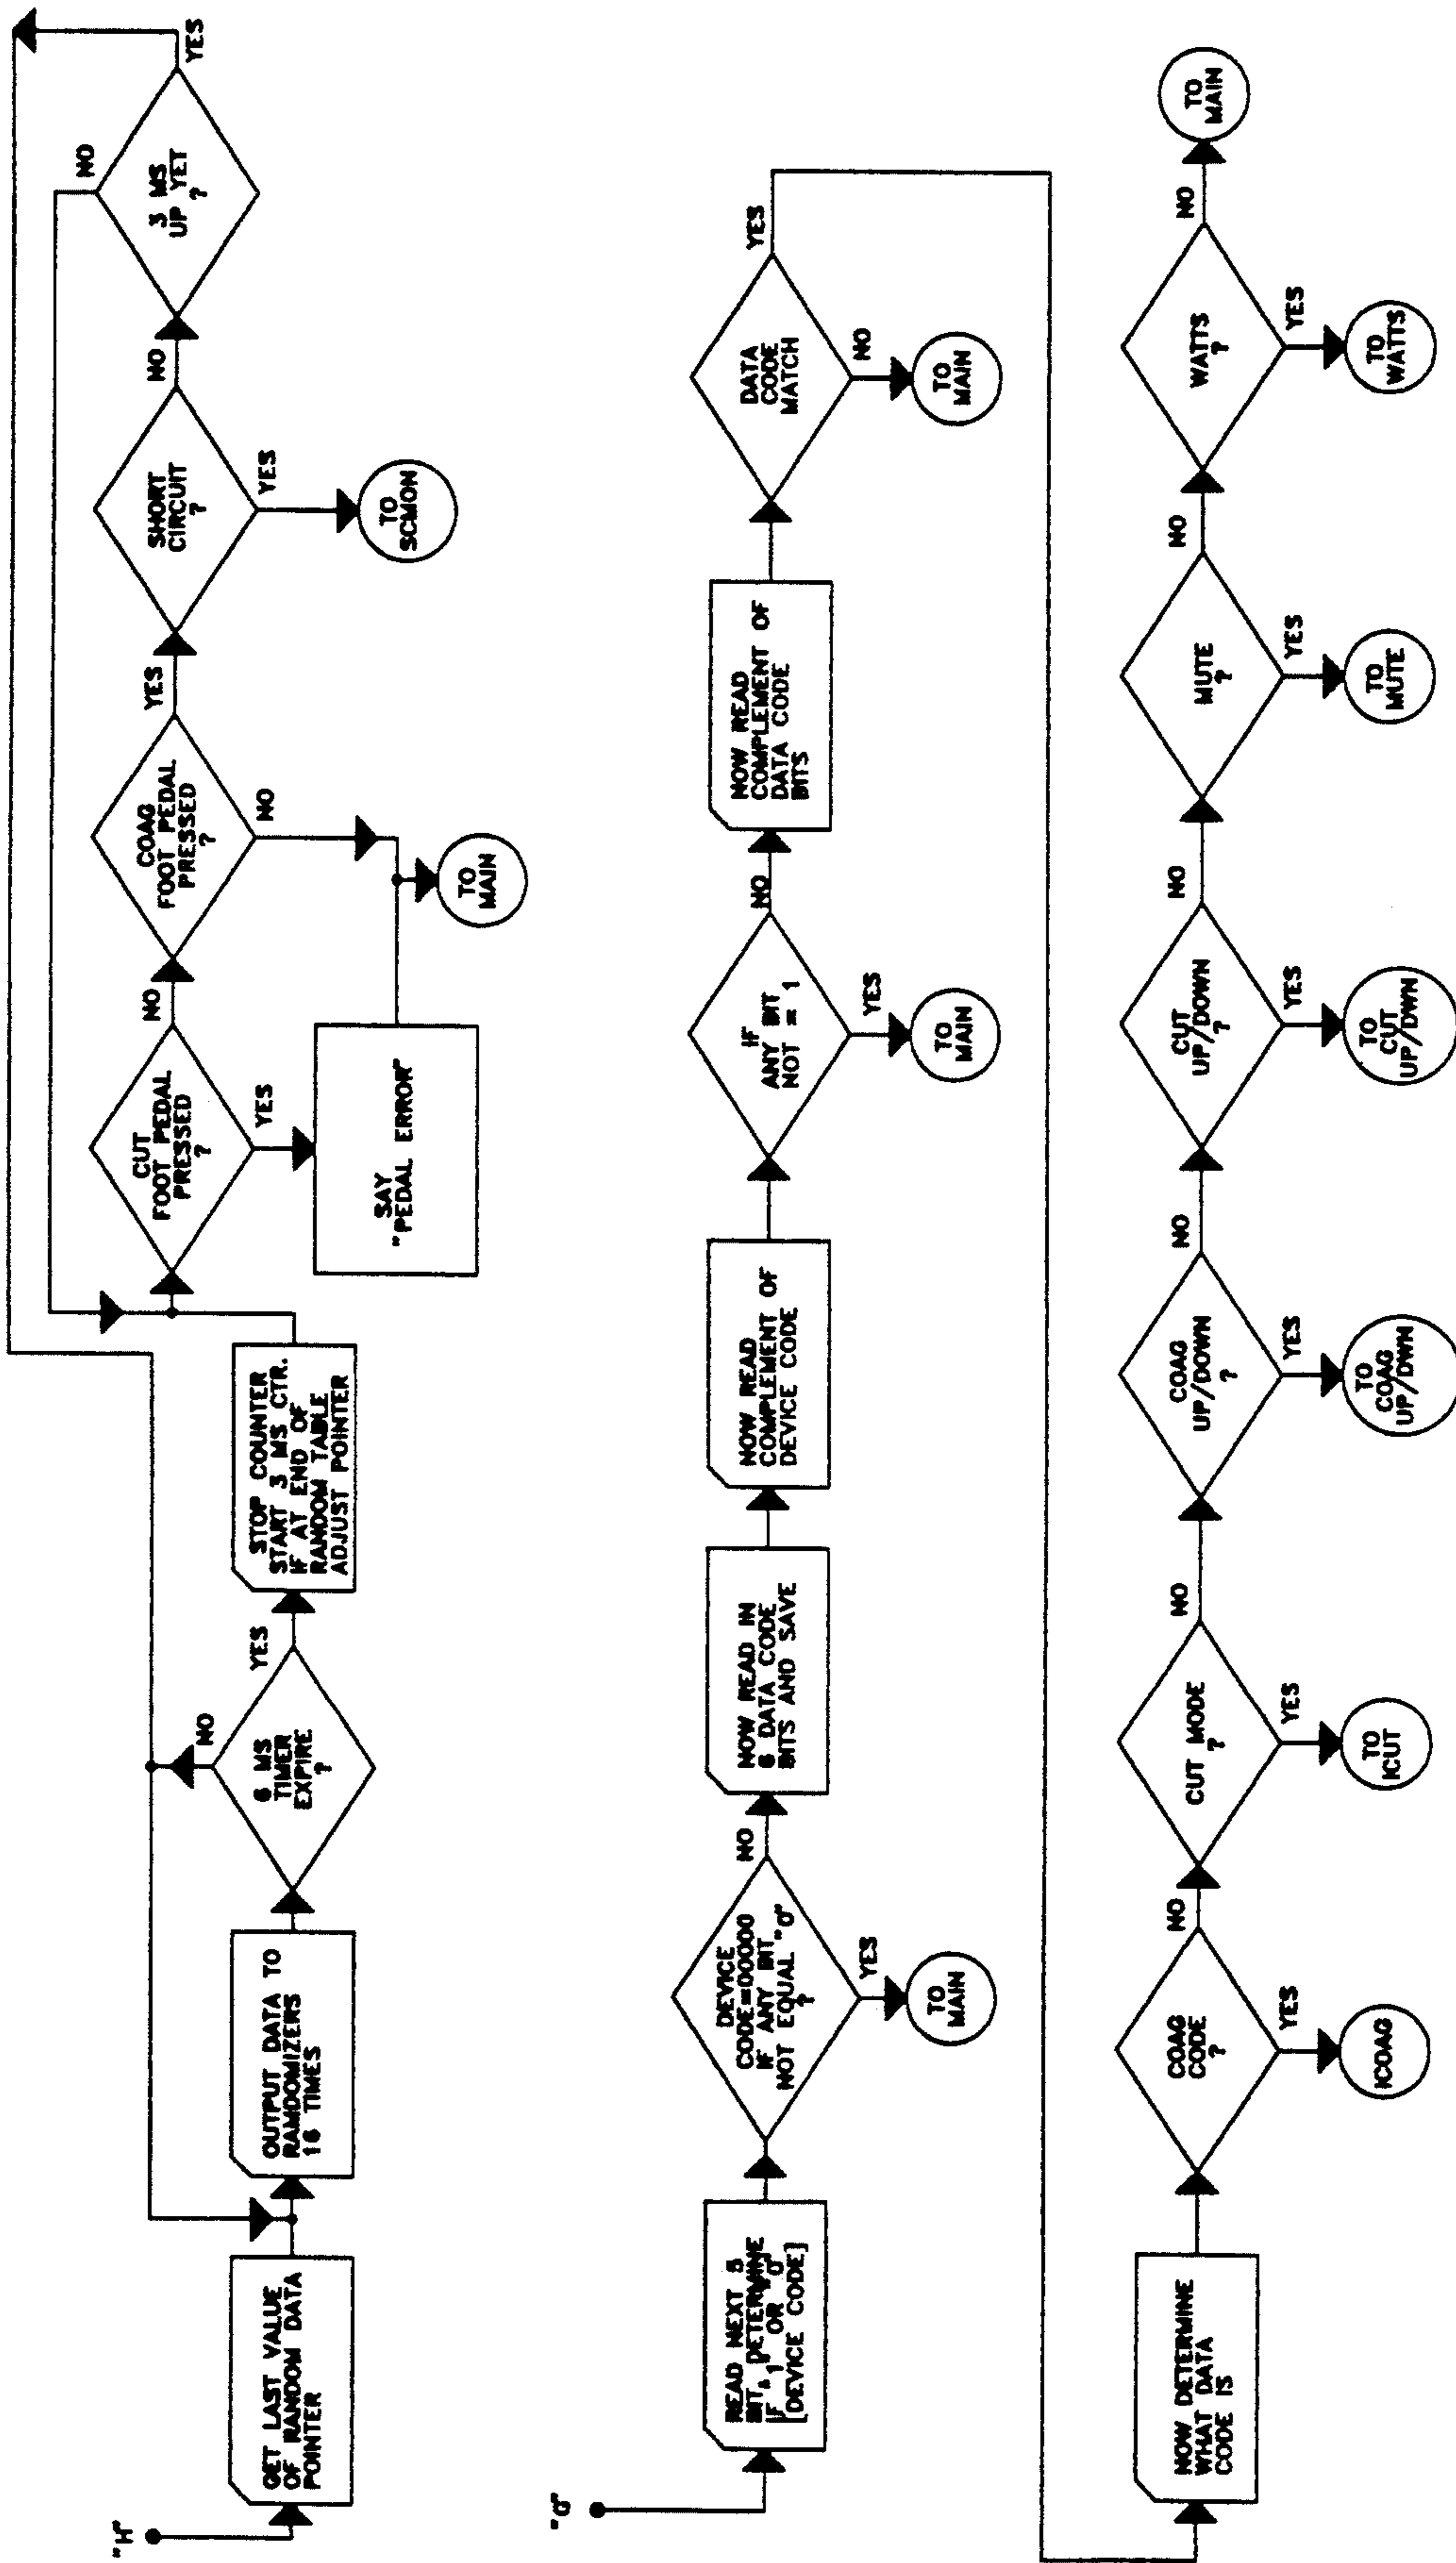 "H"
GET LAST VALUE
OF RANDOM DATA
POINTER
OUTPUT DATA TO
RAMDOMIZERS
16 TIMES
6 MS
TIMER
EXPIRE
?
NO
YES
STOP COUNTER
START 3 MS CTR.
IF AT END OF
RANDOM TABLE
ADJUST POINTER
CUT
FOOT PEDAL
PRESSED
?
NO
YES
SAY
"PEDAL ERROR"
COAG
FOOT PEDAL
PRESSED
?
YES
NO
TO
MAIN
SHORT
CIRCUIT
?
NO
YES
TO
SCMON
3 MS
UP YET
?
NO
YES
"G"
READ NEXT 5
BIT, DETERMINE
IF "1" OR "0"
[DEVICE CODE]
DEVICE
CODE=00000
IF ANY BIT
NOT EQUAL "0"
?
NO
YES
TO
MAIN
NOW READ IN
6 DATA CODE
BITS AND SAVE
NOW READ
COMPLEMENT OF
DEVICE CODE
IF
ANY BIT
NOT = 1
NO
YES
TO
MAIN
NOW READ
COMPLEMENT OF
DATA CODE
BITS
DATA
CODE
MATCH
YES
NO
TO
MAIN
NOW DETERMINE
WHAT DATA
CODE IS
COAG
CODE
?
NO
YES
ICOAG
CUT MODE
?
NO
YES
TO
ICUT
COAG
UP/DOWN
?
NO
YES
TO
COAG
UP/DWN
CUT
UP/DOWN
?
NO
YES
TO
CUT
UP/DWN
MUTE
?
NO
YES
TO
MUTE
WATTS
?
NO
YES
TO
WATTS
TO
MAIN